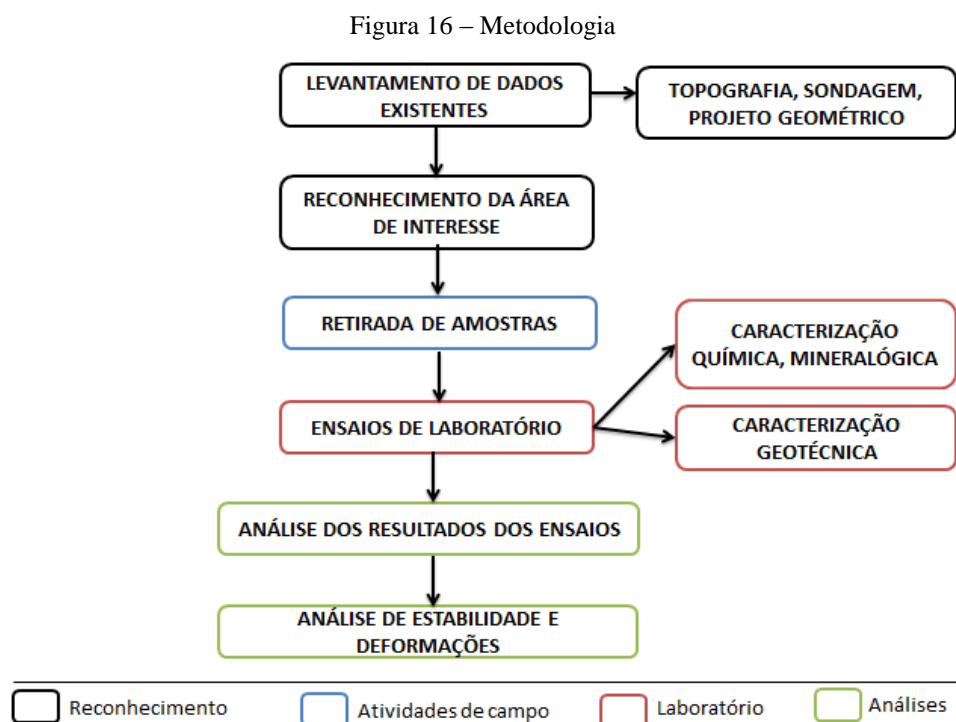 Figura 16 – Metodologia
LEVANTAMENTO DE DADOS
EXISTENTES
TOPOGRAFIA, SONDAGEM,
PROJETO GEOMÉTRICO
RECONHECIMENTO DA ÁREA
DE INTERESSE
RETIRADA DE AMOSTRAS
CARACTERIZAÇÃO
QUÍMICA, MINERALÓGICA
ENSAIOS DE LABORATÓRIO
CARACTERIZAÇÃO
GEOTÉCNICA
ANÁLISE DOS RESULTADOS DOS ENSAIOS
ANÁLISE DE ESTABILIDADE E
DEFORMAÇÕES
Reconhecimento
Atividades de campo
Laboratório
Análises